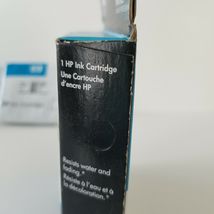 1 HP Ink Cartridge
Une Cartouche
d'encre HP
Resists water and
fading.*
Résiste à l'eau et à
la décoloration.*